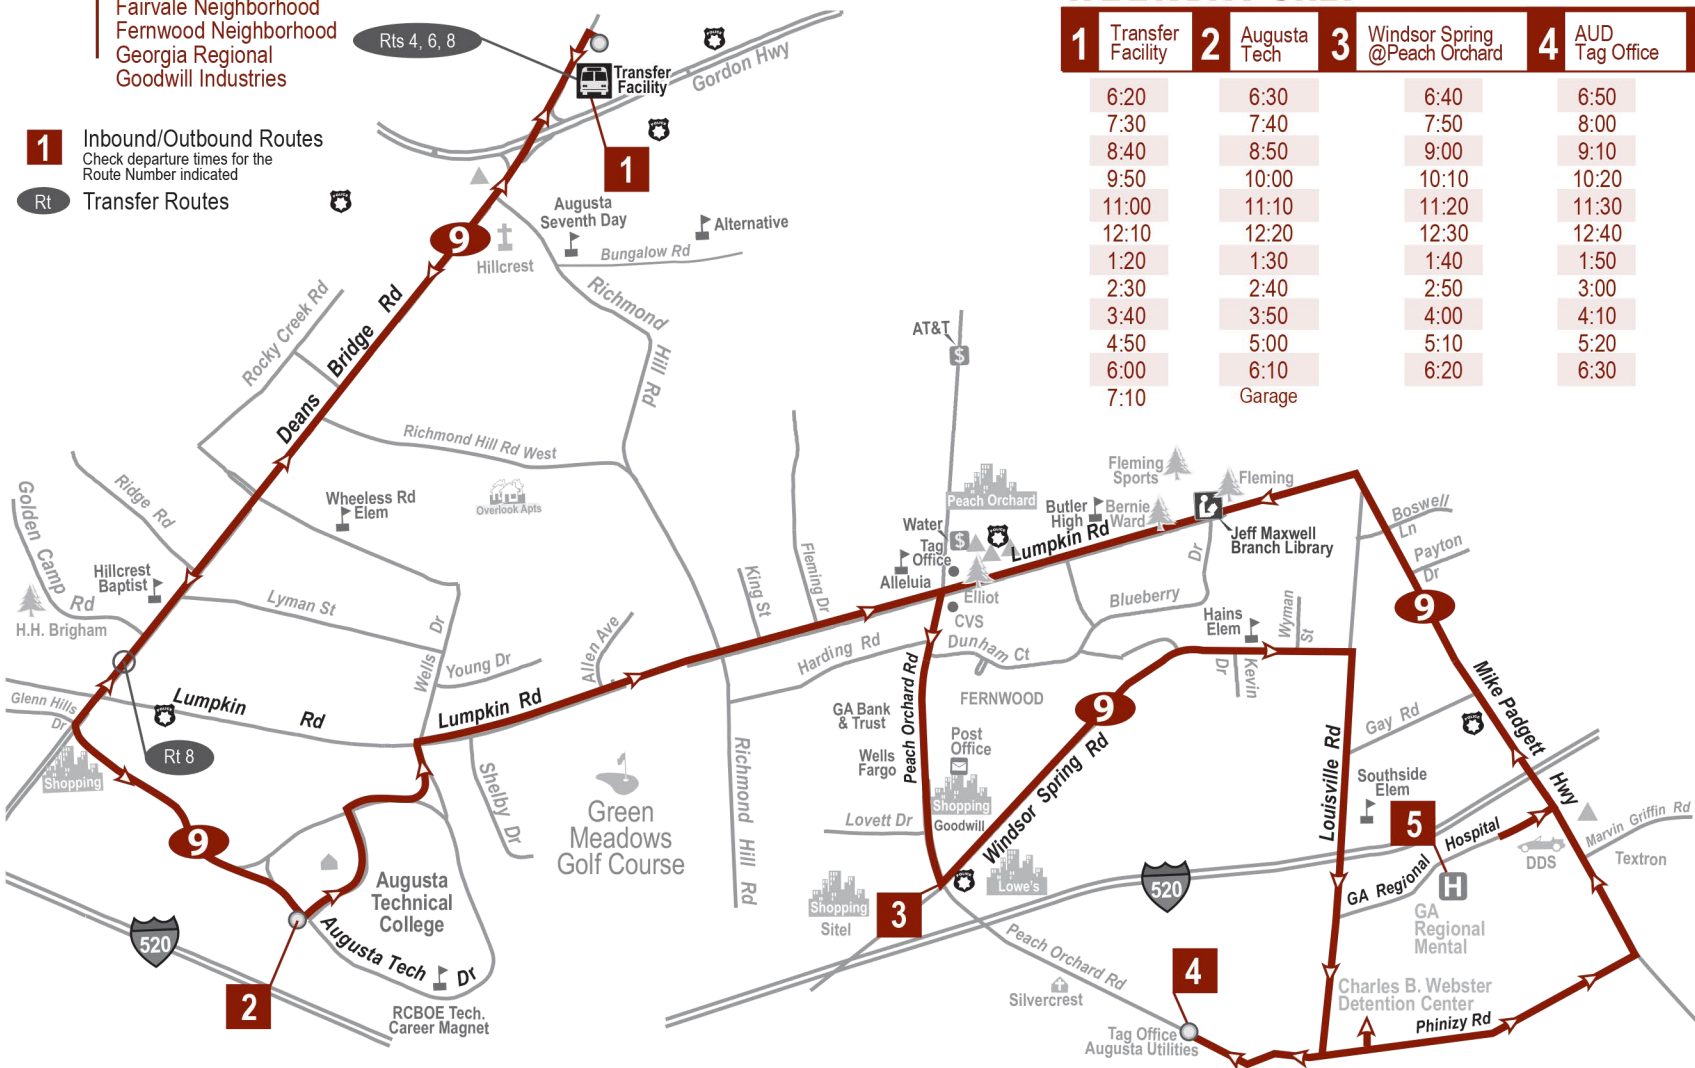 Fairvale Neighborhood
Fernwood Neighborhood
Georgia Regional
Goodwill Industries
1 Inbound/Outbound Routes
Check departure times for the
Route Number indicated
Rt Transfer Routes
Rts 4, 6, 8
Transfer
Facility
Gordon Hwy
1
1 Transfer
Facility
2 Augusta
Tech
3 Windsor Spring
@Peach Orchard
4 AUD
Tag Office
6:20 6:30 6:40 6:50
7:30 7:40 7:50 8:00
8:40 8:50 9:00 9:10
9:50 10:00 10:10 10:20
11:00 11:10 11:20 11:30
12:10 12:20 12:30 12:40
1:20 1:30 1:40 1:50
2:30 2:40 2:50 3:00
3:40 3:50 4:00 4:10
4:50 5:00 5:10 5:20
6:00 6:10 6:20 6:30
7:10 Garage
Augusta
Seventh Day
Alternative
Bungalow Rd
9
Hillcrest
Richmond Hill Rd
Rocky Creek Rd
Deans Bridge Rd
AT&T
$
Richmond Hill Rd West
Ridge Rd
Golden Camp Rd
Wheeless Rd
Elem
Overlook Apts
Peach Orchard
Fleming
Sports
Fleming
Butler
High
Bernie
Ward
Water
$
Tag
Office
Lumpkin Rd
Jeff Maxwell
Branch Library
Boswell Ln
Payton Dr
Hillcrest
Baptist
H.H. Brigham
Lyman St
Wells Dr
Young Dr
Allen Ave
King St
Fleming Dr
Alleluia
Elliot
CVS
Blueberry Dr
Hains
Elem
Wyman St
9
Harding Rd
Dunham Ct
Kevin Dr
Glenn Hills Dr
Lumpkin Rd
Lumpkin Rd
Rt 8
Shopping
FERNWOOD
GA Bank
& Trust
Wells
Fargo
Peach Orchard Rd
Post
Office
Shopping
Goodwill
9
Windsor Spring Rd
Louisville Rd
Gay Rd
Mike Padgett Hwy
Southside
Elem
5
GA Regional Hospital
H
GA
Regional
Mental
DDS
Marvin Griffin Rd
Textron
9
Shelby Dr
Green
Meadows
Golf Course
Richmond Hill Rd
Lovett Dr
Lowe's
Shopping
Sitel
3
520
Augusta
Technical
College
Augusta Tech Dr
520
2
RCBOE Tech.
Career Magnet
Peach Orchard Rd
Silvercrest
4
Tag Office
Augusta Utilities
Charles B. Webster
Detention Center
Phinizy Rd